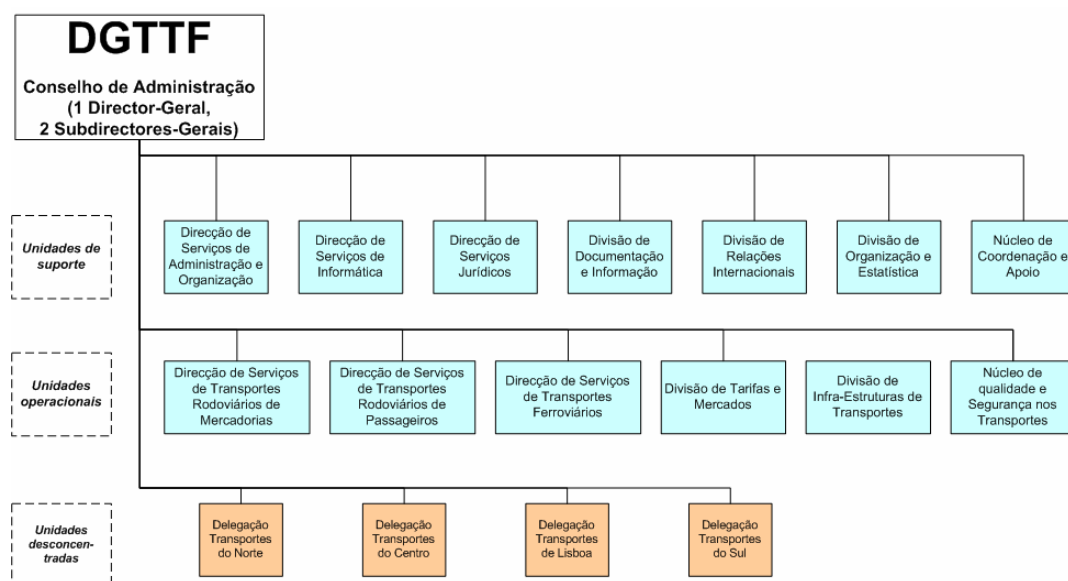 DGTTF
Conselho de Administração
(1 Director-Geral,
2 Subdirectores-Gerais)
Unidades de
suporte
Direcção de
Serviços de
Administração e
Organização
Direcção de
Serviços de
Informática
Direcção de
Serviços
Jurídicos
Divisão de
Documentação
e Informação
Divisão de
Relações
Internacionais
Divisão de
Organização e
Estatística
Núcleo de
Coordenação e
Apoio
Unidades
operacionais
Direcção de Serviços
de Transportes
Rodoviários de
Mercadorias
Direcção de Serviços
de Transportes
Rodoviários de
Passageiros
Direcção de Serviços
de Transportes
Ferroviários
Divisão de Tarifas e
Mercados
Divisão de
Infra-Estruturas de
Transportes
Núcleo de
qualidade e
Segurança nos
Transportes
Unidades
desconcen-
tradas
Delegação
Transportes
do Norte
Delegação
Transportes
do Centro
Delegação
Transportes
de Lisboa
Delegação
Transportes
do Sul